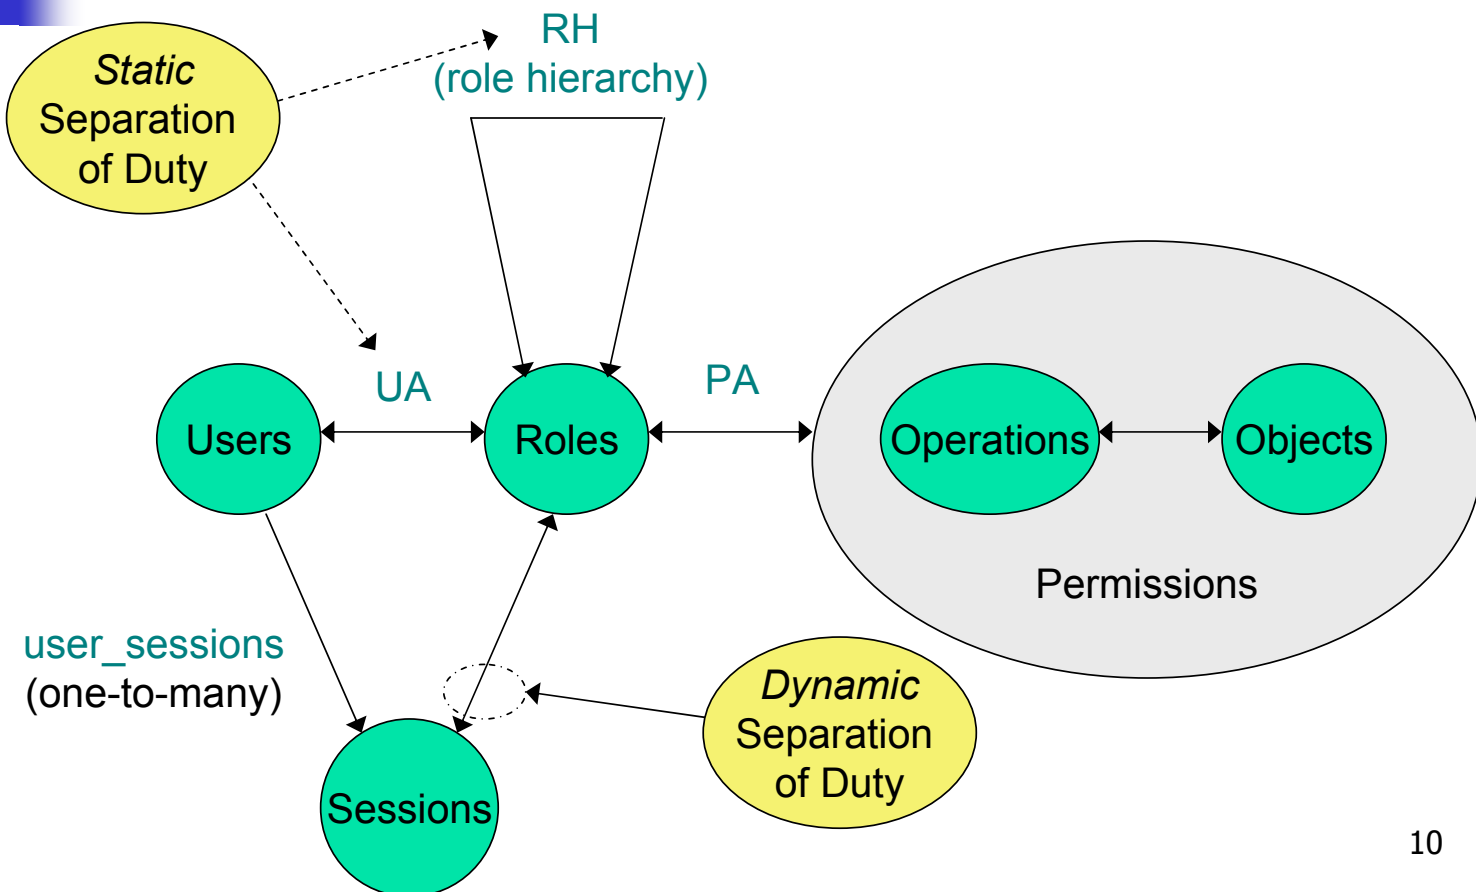 RH
(role hierarchy)
Static
Separation
of Duty
UA
PA
Users
Roles
Operations
Objects
Permissions
user_sessions
(one-to-many)
Dynamic
Separation
of Duty
Sessions
10